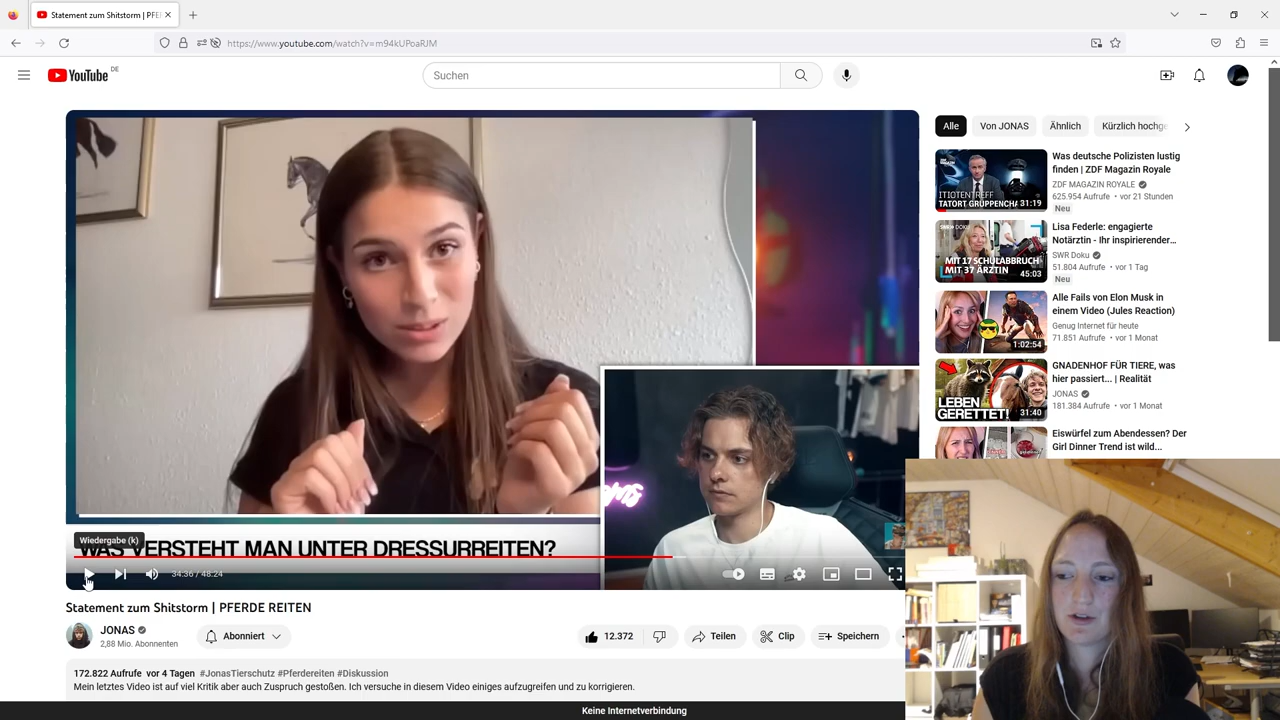 Statement zum Shitstorm | PFE
https://www.youtube.com/watch?v=m94kUPoaRJM
YouTube DE
Suchen
WAS VERSTEHT MAN UNTER DRESSURREITEN?
Wiedergabe (k)
34:36 / 48:24
Statement zum Shitstorm | PFERDE REITEN
JONAS
2,88 Mio. Abonnenten
Abonniert
12.372
Teilen
Clip
Speichern
172.822 Aufrufe vor 4 Tagen #JonasTierschutz #Pferdereiten #Diskussion
Mein letztes Video ist auf viel Kritik aber auch Zuspruch gestoßen. Ich versuche in diesem Video einiges aufzugreifen und zu korrigieren.
Alle
Von JONAS
Ähnlich
Kürzlich hochge
TATORT GRUPPENCHA
31:19
Was deutsche Polizisten lustig
finden | ZDF Magazin Royale
ZDF MAGAZIN ROYALE
625.954 Aufrufe • vor 21 Stunden
Neu
MIT 17 SCHULABBRUCH
MIT 37 ÄRZTIN
45:03
Lisa Federle: engagierte
Notärztin - Ihr inspirierender...
SWR Doku
51.804 Aufrufe • vor 1 Tag
Neu
1:02:54
Alle Fails von Elon Musk in
einem Video (Jules Reaction)
Genug Internet für heute
71.851 Aufrufe • vor 1 Monat
LEBEN
GERETTET!
31:40
GNADENHOF FÜR TIERE, was
hier passiert... | Realität
JONAS
181.384 Aufrufe • vor 1 Monat
Eiswürfel zum Abendessen? Der
Girl Dinner Trend ist wild...
Keine Internetverbindung